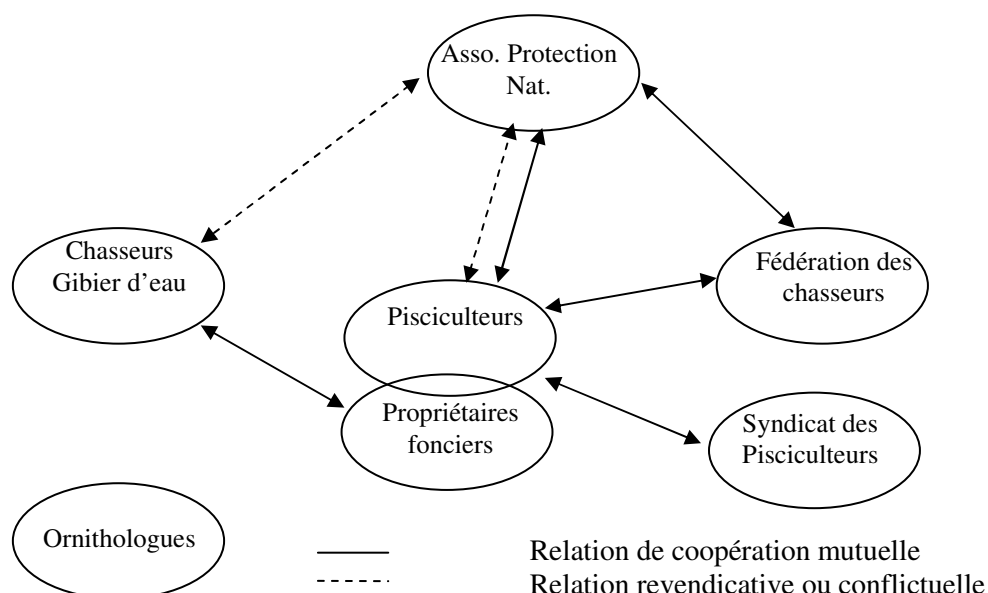 Asso. Protection
Nat.
Chasseurs
Gibier d'eau
Fédération des
chasseurs
Pisciculteurs
Propriétaires
fonciers
Syndicat des
Pisciculteurs
Ornithologues
Relation de coopération mutuelle
Relation revendicative ou conflictuelle